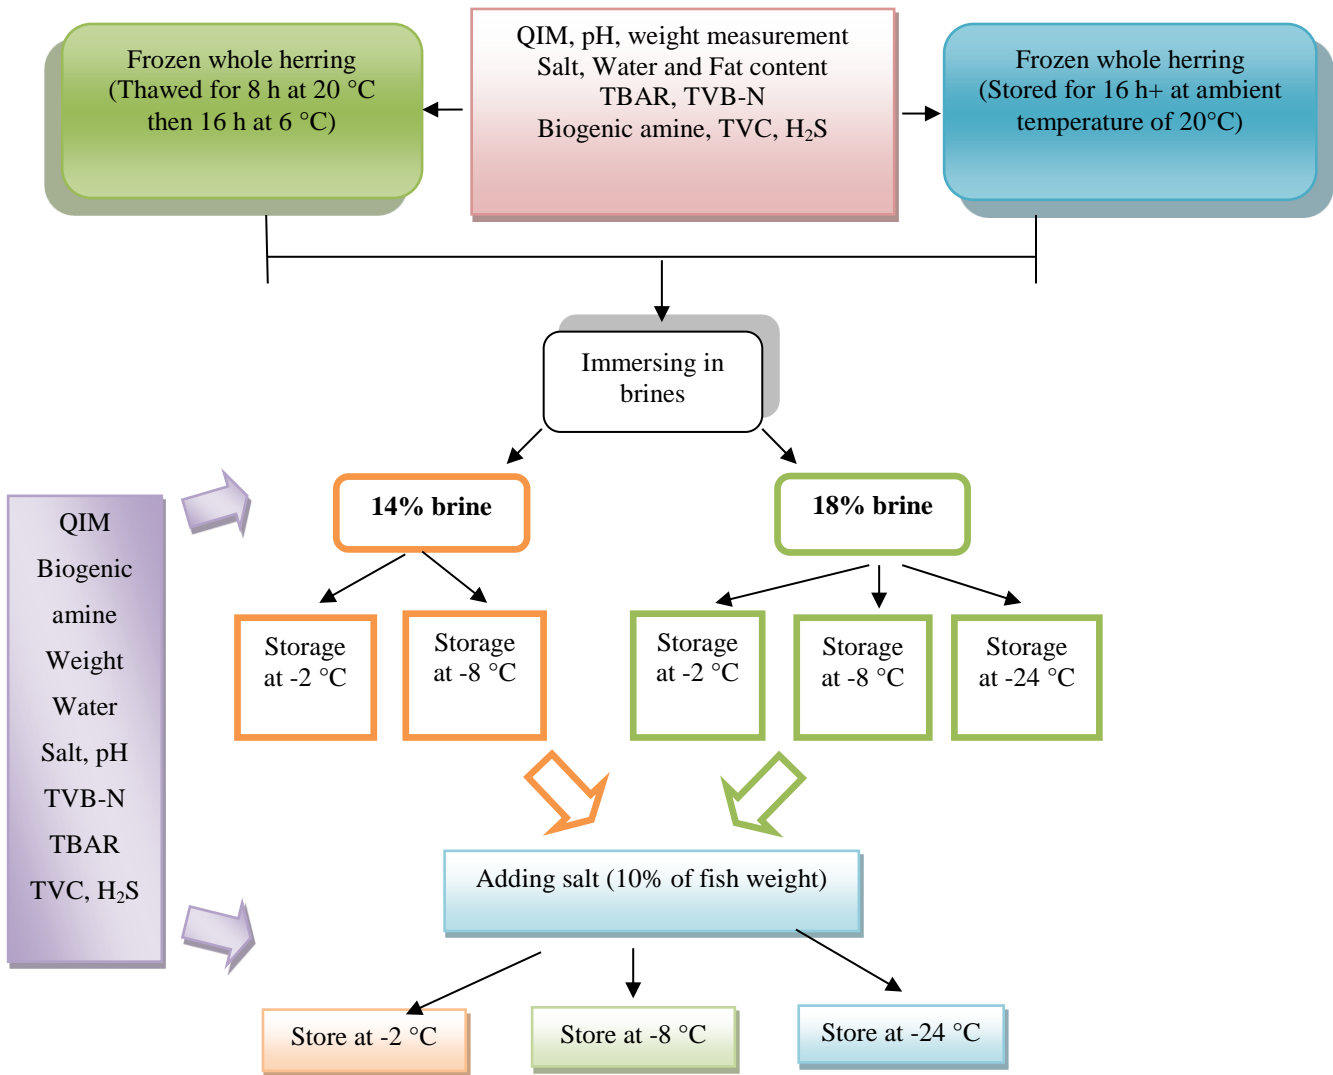 Frozen whole herring
(Thawed for 8 h at 20 °C
then 16 h at 6 °C)
QIM, pH, weight measurement
Salt, Water and Fat content
TBAR, TVB-N
Biogenic amine, TVC, H₂S
Frozen whole herring
(Stored for 16 h+ at ambient
temperature of 20°C)
Immersing in
brines
14% brine
18% brine
QIM
Biogenic
amine
Weight
Water
Salt, pH
TVB-N
TBAR
TVC, H₂S
Storage
at -2 °C
Storage
at -8 °C
Storage
at -2 °C
Storage
at -8 °C
Storage
at -24 °C
Adding salt (10% of fish weight)
Store at -2 °C
Store at -8 °C
Store at -24 °C